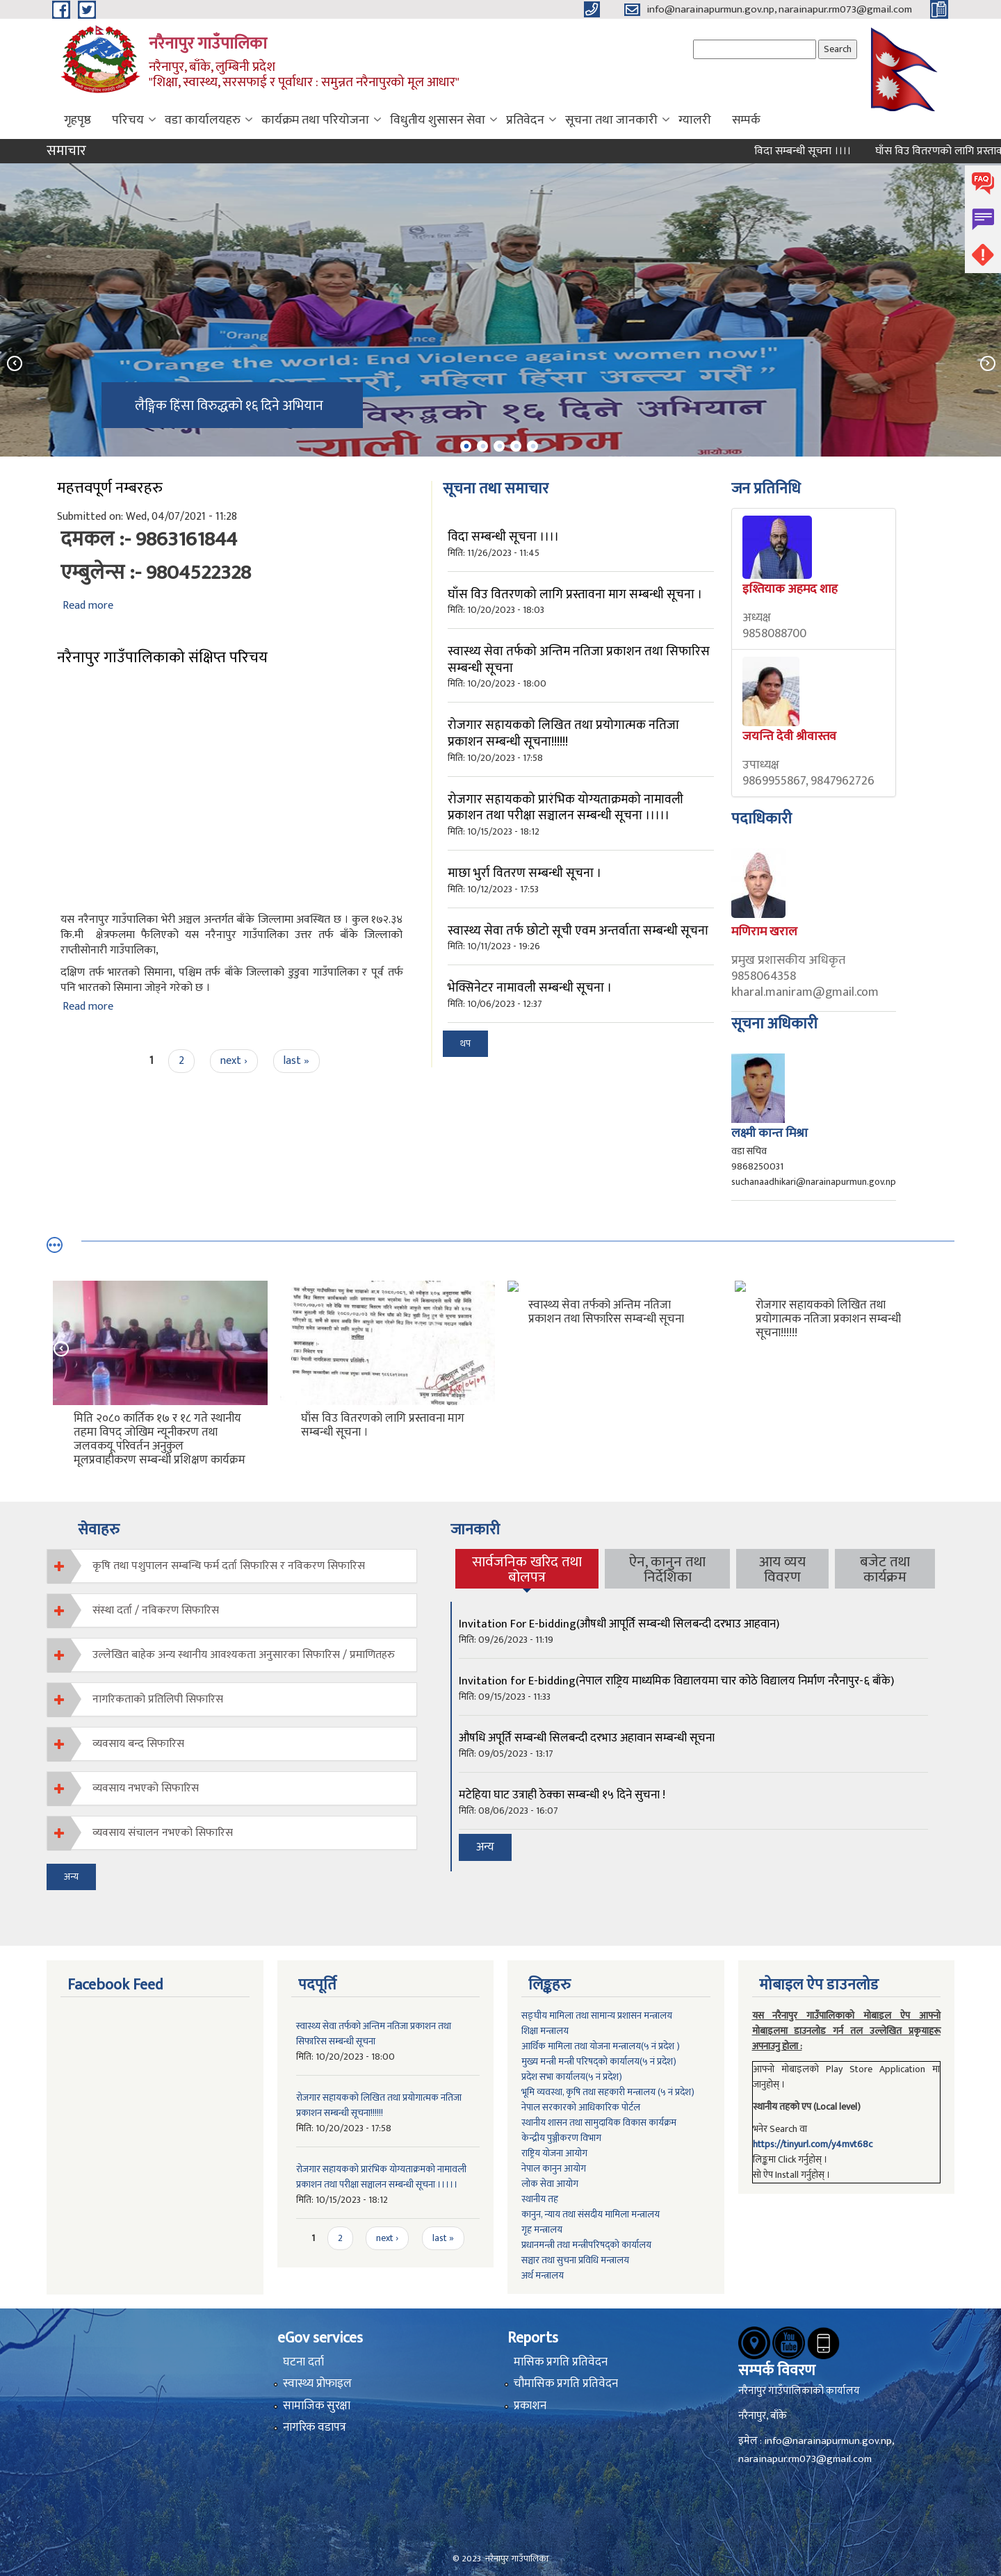 info@narainapurmun.gov.np, narainapur.rm073@gmail.com
नरैनापुर गाउँपालिका
नरैनापुर, बाँके, लुम्बिनी प्रदेश
"शिक्षा, स्वास्थ्य, सरसफाई र पूर्वाधार : समुन्नत नरैनापुरको मूल आधार"
Search
गृहपृष्ठ परिचय वडा कार्यालयहरु कार्यक्रम तथा परियोजना विधुतीय शुसासन सेवा प्रतिवेदन सूचना तथा जानकारी ग्यालरी सम्पर्क
समाचार
विदा सम्बन्धी सूचना ।।।। घाँस विउ वितरणको लागि प्रस्ताव
FAQ
लैङ्गिक हिंसा विरुद्धको १६ दिने अभियान
"Orange the world: End Violence against women now!"
महत्तवपूर्ण नम्बरहरु
Submitted on: Wed, 04/07/2021 - 11:28
दमकल :- 9863161844
एम्बुलेन्स :- 9804522328
Read more
नरैनापुर गाउँपालिकाको संक्षिप्त परिचय
यस नरैनापुर गाउँपालिका भेरी अञ्चल अन्तर्गत बाँके जिल्लामा अवस्थित छ । कुल १७२.३४
कि.मी क्षेत्रफलमा फैलिएको यस नरैनापुर गाउँपालिका उत्तर तर्फ बाँके जिल्लाको
राप्तीसोनारी गाउँपालिका,
दक्षिण तर्फ भारतको सिमाना, पश्चिम तर्फ बाँके जिल्लाको डुडुवा गाउँपालिका र पूर्व तर्फ
पनि भारतको सिमाना जोड्ने गरेको छ ।
Read more
1 2 next › last »
सूचना तथा समाचार
विदा सम्बन्धी सूचना ।।।।
मिति: 11/26/2023 - 11:45
घाँस विउ वितरणको लागि प्रस्तावना माग सम्बन्धी सूचना ।
मिति: 10/20/2023 - 18:03
स्वास्थ्य सेवा तर्फको अन्तिम नतिजा प्रकाशन तथा सिफारिस
सम्बन्धी सूचना
मिति: 10/20/2023 - 18:00
रोजगार सहायकको लिखित तथा प्रयोगात्मक नतिजा
प्रकाशन सम्बन्धी सूचना!!!!!!
मिति: 10/20/2023 - 17:58
रोजगार सहायकको प्रारंभिक योग्यताक्रमको नामावली
प्रकाशन तथा परीक्षा सञ्चालन सम्बन्धी सूचना ।।।।।
मिति: 10/15/2023 - 18:12
माछा भुर्रा वितरण सम्बन्धी सूचना ।
मिति: 10/12/2023 - 17:53
स्वास्थ्य सेवा तर्फ छोटो सूची एवम अन्तर्वाता सम्बन्धी सूचना
मिति: 10/11/2023 - 19:26
भेक्सिनेटर नामावली सम्बन्धी सूचना ।
मिति: 10/06/2023 - 12:37
थप
जन प्रतिनिधि
इश्तियाक अहमद शाह
अध्यक्ष
9858088700
जयन्ति देवी श्रीवास्तव
उपाध्यक्ष
9869955867, 9847962726
पदाधिकारी
मणिराम खराल
प्रमुख प्रशासकीय अधिकृत
9858064358
kharal.maniram@gmail.com
सूचना अधिकारी
लक्ष्मी कान्त मिश्रा
वडा सचिव
9868250031
suchanaadhikari@narainapurmun.gov.np
मिति २०८० कार्तिक १७ र १८ गते स्थानीय
तहमा विपद् जोखिम न्यूनीकरण तथा
जलवकयू परिवर्तन अनुकुल
मूलप्रवाहीकरण सम्बन्धी प्रशिक्षण कार्यक्रम
घाँस विउ वितरणको लागि प्रस्तावना माग
सम्बन्धी सूचना ।
स्वास्थ्य सेवा तर्फको अन्तिम नतिजा
प्रकाशन तथा सिफारिस सम्बन्धी सूचना
रोजगार सहायकको लिखित तथा
प्रयोगात्मक नतिजा प्रकाशन सम्बन्धी
सूचना!!!!!!
सेवाहरु
कृषि तथा पशुपालन सम्बन्धि फर्म दर्ता सिफारिस र नविकरण सिफारिस
संस्था दर्ता / नविकरण सिफारिस
उल्लेखित बाहेक अन्य स्थानीय आवश्यकता अनुसारका सिफारिस / प्रमाणितहरु
नागरिकताको प्रतिलिपी सिफारिस
व्यवसाय बन्द सिफारिस
व्यवसाय नभएको सिफारिस
व्यवसाय संचालन नभएको सिफारिस
अन्य
जानकारी
सार्वजनिक खरिद तथा
बोलपत्र
ऐन, कानुन तथा
निर्देशिका
आय व्यय
विवरण
बजेट तथा
कार्यक्रम
Invitation For E-bidding(औषधी आपूर्ति सम्बन्धी सिलबन्दी दरभाउ आहवान)
मिति: 09/26/2023 - 11:19
Invitation for E-bidding(नेपाल राष्ट्रिय माध्यमिक विद्यालयमा चार कोठे विद्यालय निर्माण नरैनापुर-६ बाँके)
मिति: 09/15/2023 - 11:33
औषधि अपूर्ति सम्बन्धी सिलबन्दी दरभाउ अहावान सम्बन्धी सूचना
मिति: 09/05/2023 - 13:17
मटेहिया घाट उत्राही ठेक्का सम्बन्धी १५ दिने सुचना !
मिति: 08/06/2023 - 16:07
अन्य
Facebook Feed
पदपूर्ति
स्वास्थ्य सेवा तर्फको अन्तिम नतिजा प्रकाशन तथा
सिफारिस सम्बन्धी सूचना
मिति: 10/20/2023 - 18:00
रोजगार सहायकको लिखित तथा प्रयोगात्मक नतिजा
प्रकाशन सम्बन्धी सूचना!!!!!!
मिति: 10/20/2023 - 17:58
रोजगार सहायकको प्रारंभिक योग्यताक्रमको नामावली
प्रकाशन तथा परीक्षा सञ्चालन सम्बन्धी सूचना ।।।।।
मिति: 10/15/2023 - 18:12
1 2 next › last »
लिङ्कहरु
सङ्घीय मामिला तथा सामान्य प्रशासन मन्त्रालय
शिक्षा मन्त्रालय
आर्थिक मामिला तथा योजना मन्त्रालय(५ नं प्रदेश )
मुख्य मन्त्री मन्त्री परिषद्को कार्यालय(५ नं प्रदेश)
प्रदेश सभा कार्यालय(५ नं प्रदेश)
भूमि व्यवस्था, कृषि तथा सहकारी मन्त्रालय (५ नं प्रदेश)
नेपाल सरकारको आधिकारिक पोर्टल
स्थानीय शासन तथा सामुदायिक विकास कार्यक्रम
केन्द्रीय पुञ्जीकरण विभाग
राष्ट्रिय योजना आयोग
नेपाल कानुन आयोग
लोक सेवा आयोग
स्थानीय तह
कानुन, न्याय तथा संसदीय मामिला मन्त्रालय
गृह मन्त्रालय
प्रधानमन्त्री तथा मन्त्रीपरिषद्को कार्यालय
सञ्चार तथा सुचना प्रविधि मन्त्रालय
अर्थ मन्त्रालय
मोबाइल ऐप डाउनलोड
यस नरैनापुर गाउँपालिकाको मोबाइल ऐप आफ्नो
मोबाइलमा डाउनलोड गर्न तल उल्लेखित प्रकृयाहरू
अपनाउनु होला :
आफ्नो मोबाइलको Play Store Application मा
जानुहोस् ।
स्थानीय तहको एप (Local level)
भनेर Search वा
https://tinyurl.com/y4mvt68c
लिङ्कमा Click गर्नुहोस् ।
सो ऐप Install गर्नुहोस् ।
eGov services
घटना दर्ता
स्वास्थ्य प्रोफाइल
सामाजिक सुरक्षा
नागरिक वडापत्र
Reports
मासिक प्रगति प्रतिवेदन
चौमासिक प्रगति प्रतिवेदन
प्रकाशन
You Tube
सम्पर्क विवरण
नरैनापुर गाउँपालिकाको कार्यालय
नरैनापुर, बाँके
इमेल : info@narainapurmun.gov.np,
narainapur.rm073@gmail.com
© 2023 नरैनापुर गाउँपालिका